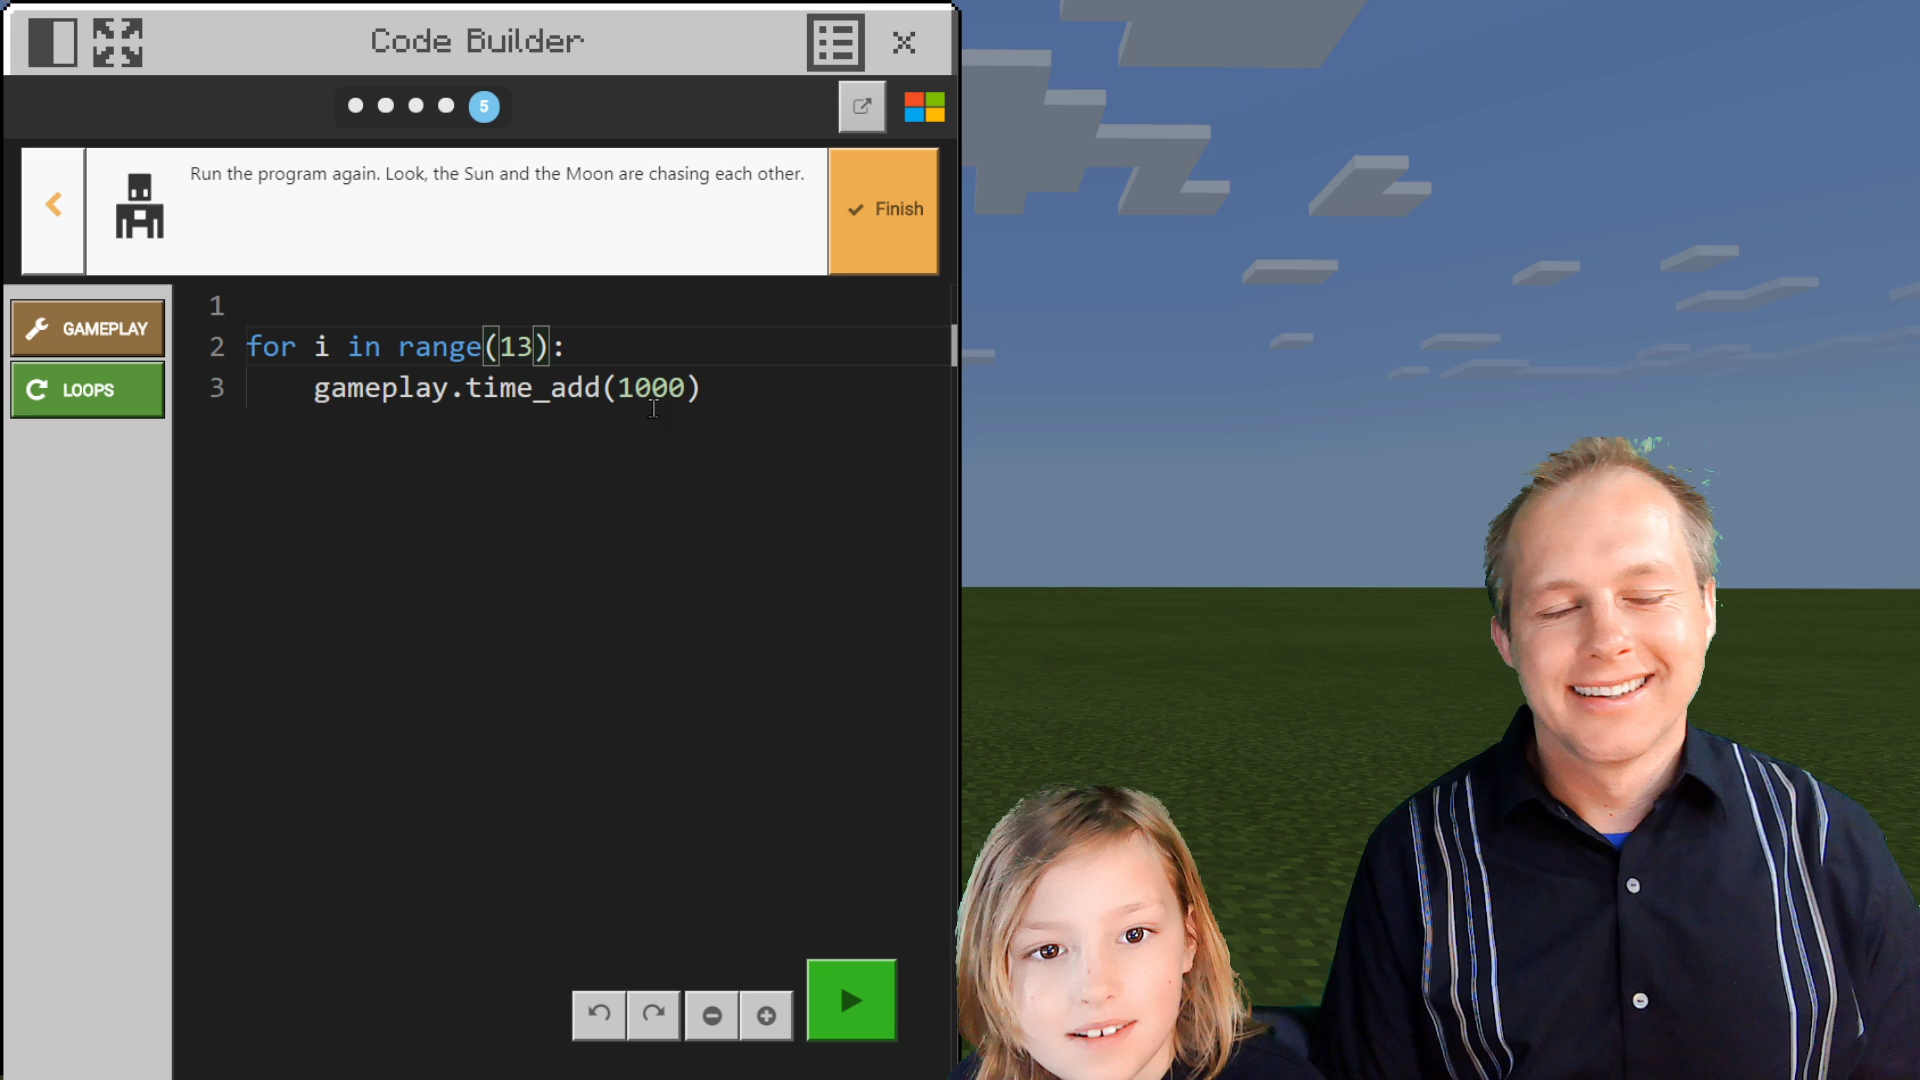 Code Builder
5
Run the program again. Look, the Sun and the Moon are chasing each other.
Finish
GAMEPLAY
LOOPS
1
2 for i in range(13):
3 gameplay.time_add(1000)